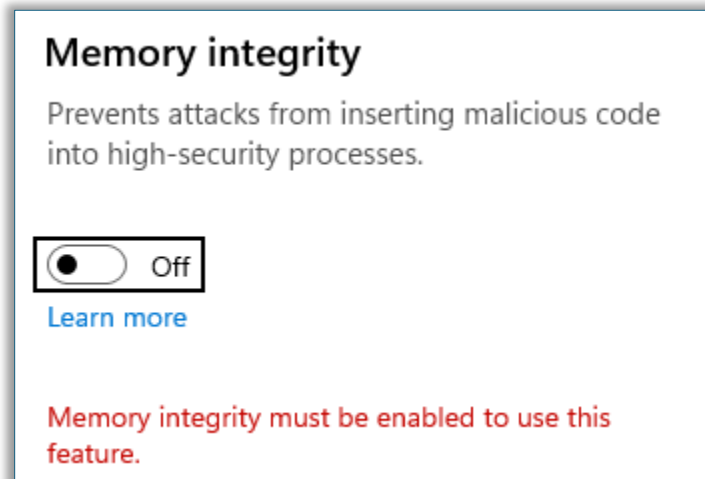 Memory integrity
Prevents attacks from inserting malicious code
into high-security processes.
Off
Learn more
Memory integrity must be enabled to use this
feature.